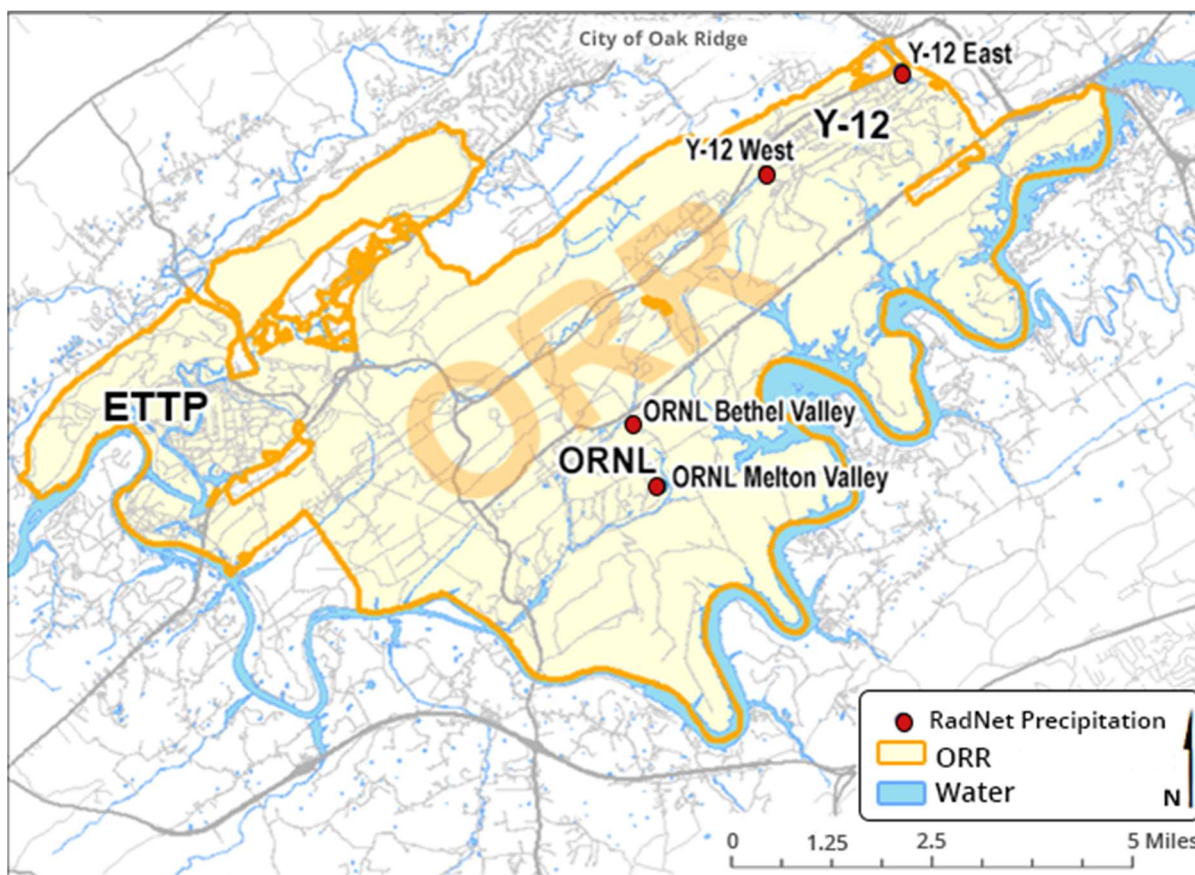 City of Oak Ridge
Y-12 East
Y-12
Y-12 West
ORR
ETTP
ORNL Bethel Valley
ORNL
ORNL Melton Valley
RadNet Precipitation
ORR
Water
N
0 1.25 2.5 5 Miles